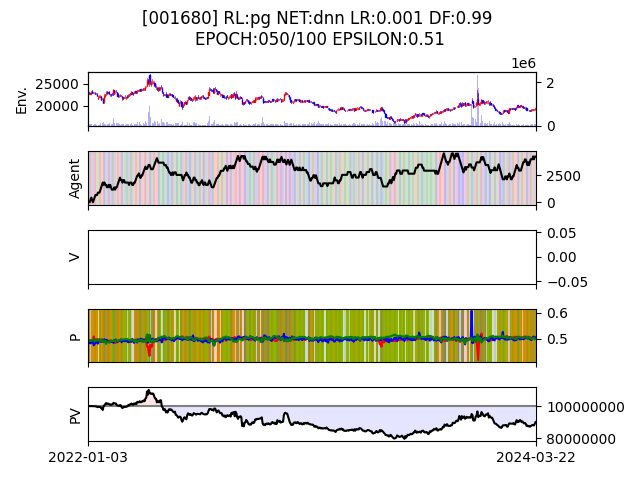 [001680] RL:pg NET:dnn LR:0.001 DF:0.99
EPOCH:050/100 EPSILON:0.51
1e6
Env.
25000
20000
2
0
Agent
2500
0
V
0.05
0.00
−0.05
P
0.6
0.5
PV
100000000
80000000
2022-01-03
2024-03-22